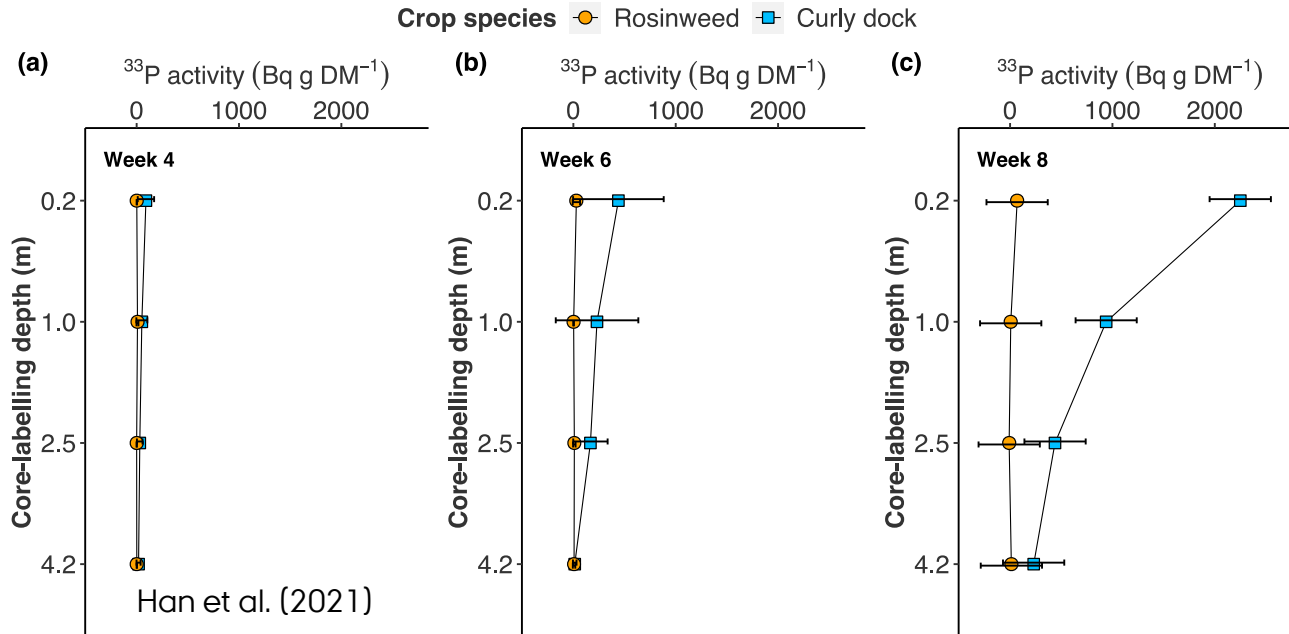 Crop species Rosinweed Curly dock
(a)
³³P activity (Bq g DM⁻¹)
0 1000 2000
Week 4
Core-labelling depth (m)
0.2
1.0
2.5
4.2
Han et al. (2021)
(b)
³³P activity (Bq g DM⁻¹)
0 1000 2000
Week 6
Core-labelling depth (m)
0.2
1.0
2.5
4.2
(c)
³³P activity (Bq g DM⁻¹)
0 1000 2000
Week 8
Core-labelling depth (m)
0.2
1.0
2.5
4.2